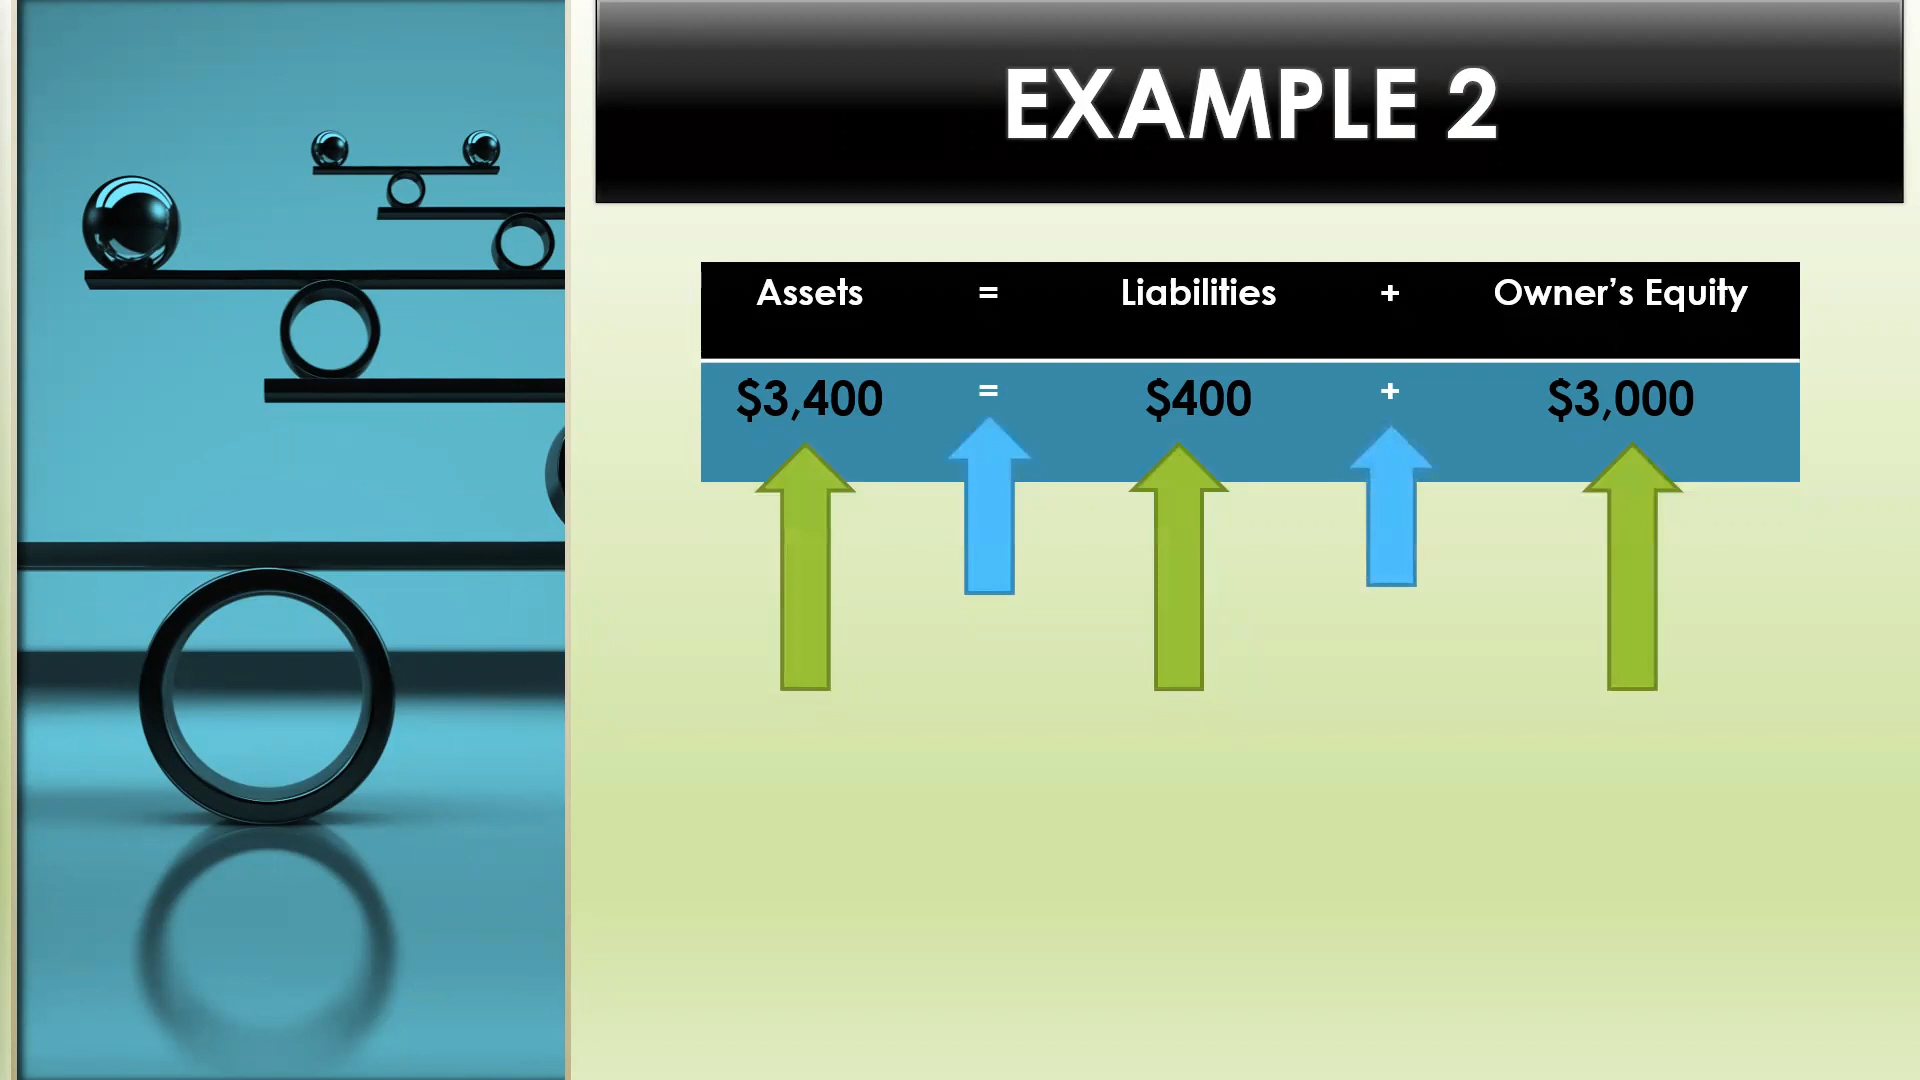 EXAMPLE 2
Assets = Liabilities + Owner’s Equity
$3,400 = $400 + $3,000